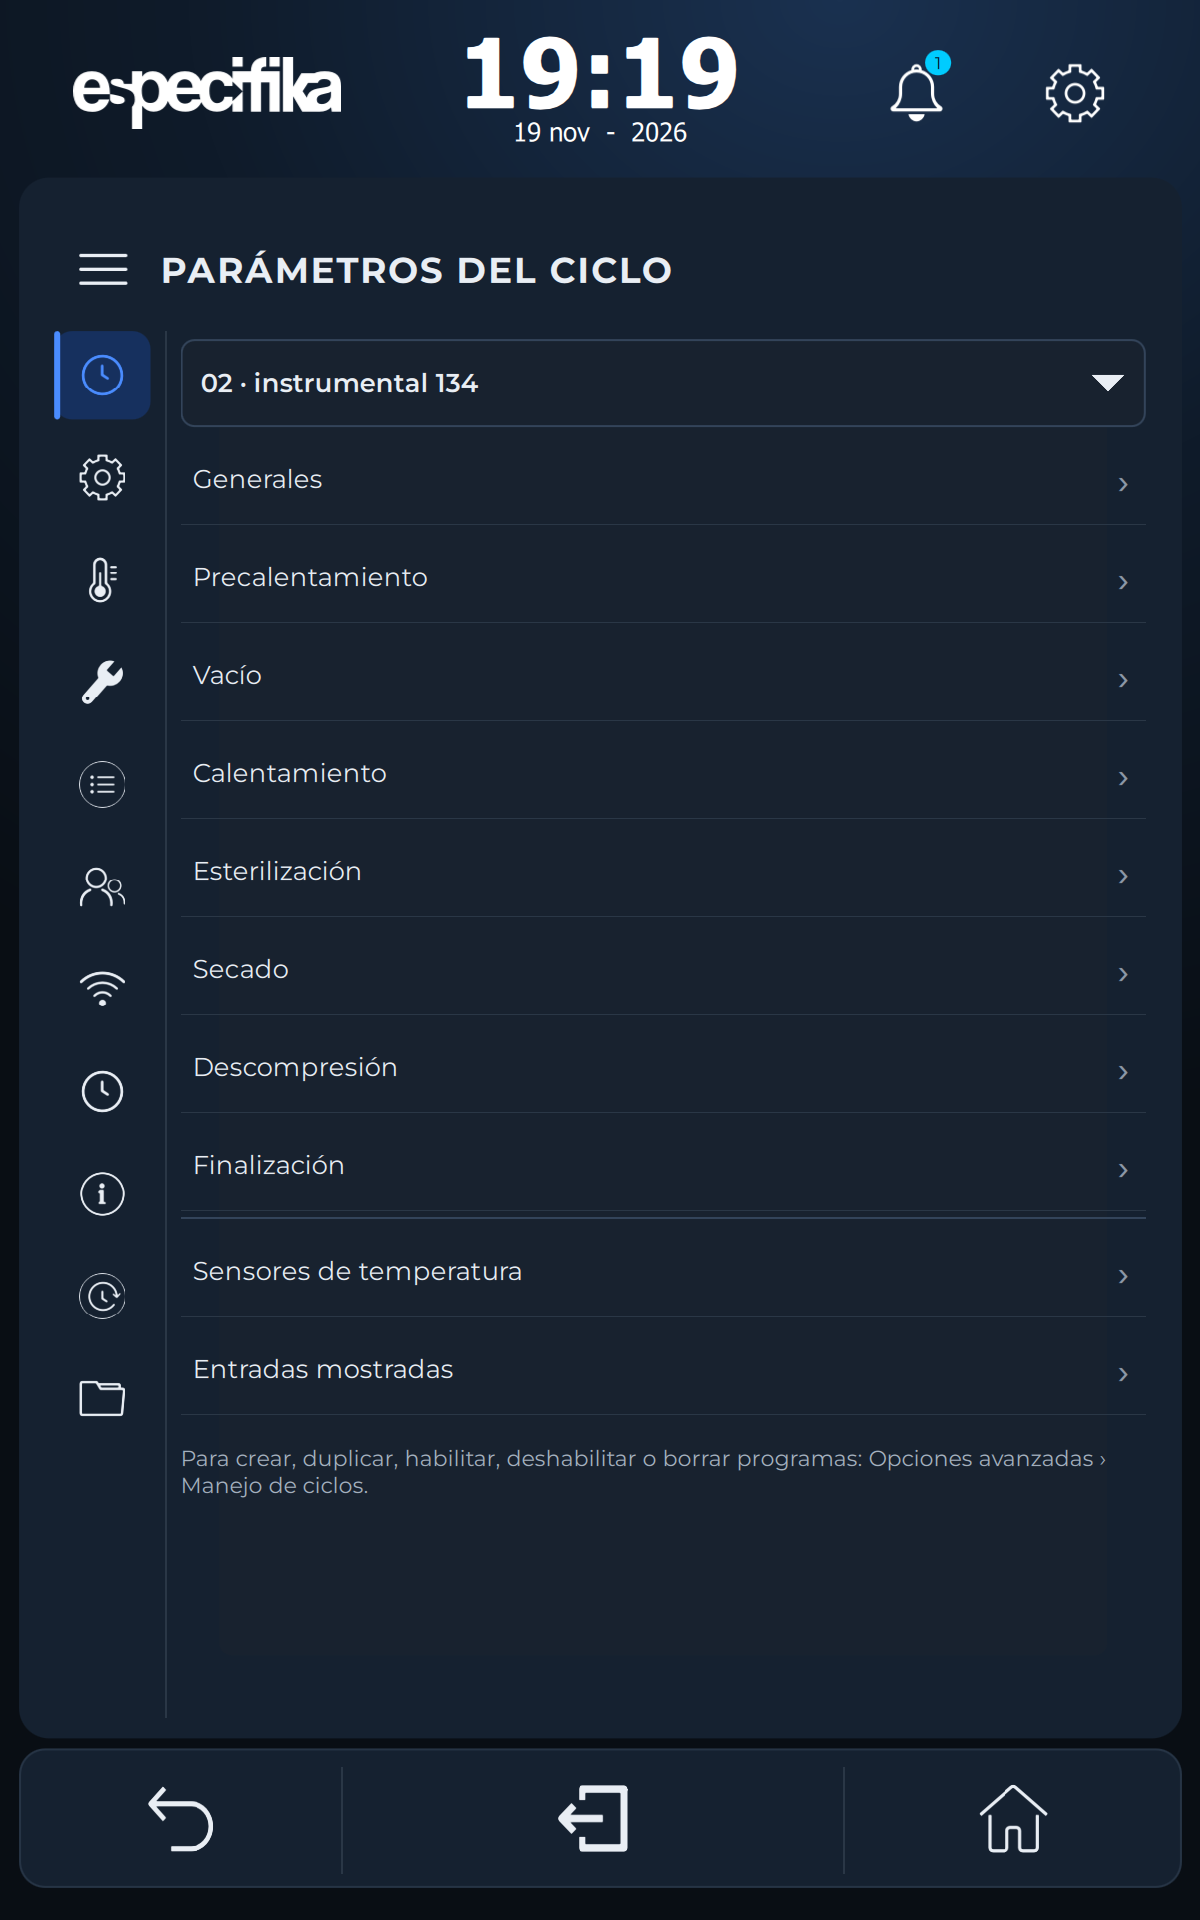 especifika
19:19
19 nov - 2026
1
PARÁMETROS DEL CICLO
02 · instrumental 134
Generales ›
Precalentamiento ›
Vacío ›
Calentamiento ›
Esterilización ›
Secado ›
Descompresión ›
Finalización ›
Sensores de temperatura ›
Entradas mostradas ›
Para crear, duplicar, habilitar, deshabilitar o borrar programas: Opciones avanzadas ›
Manejo de ciclos.